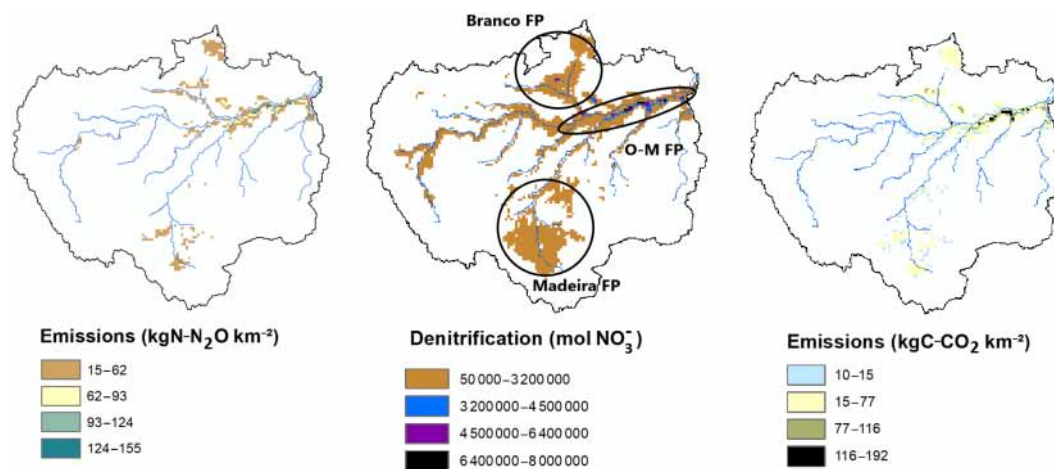 Branco FP
O-M FP
Madeira FP
Emissions (kgN-N₂O km⁻²)
15–62
62–93
93–124
124–155
Denitrification (mol NO₃⁻)
50 000–3 200 000
3 200 000–4 500 000
4 500 000–6 400 000
6 400 000–8 000 000
Emissions (kgC-CO₂ km⁻²)
10–15
15–77
77–116
116–192